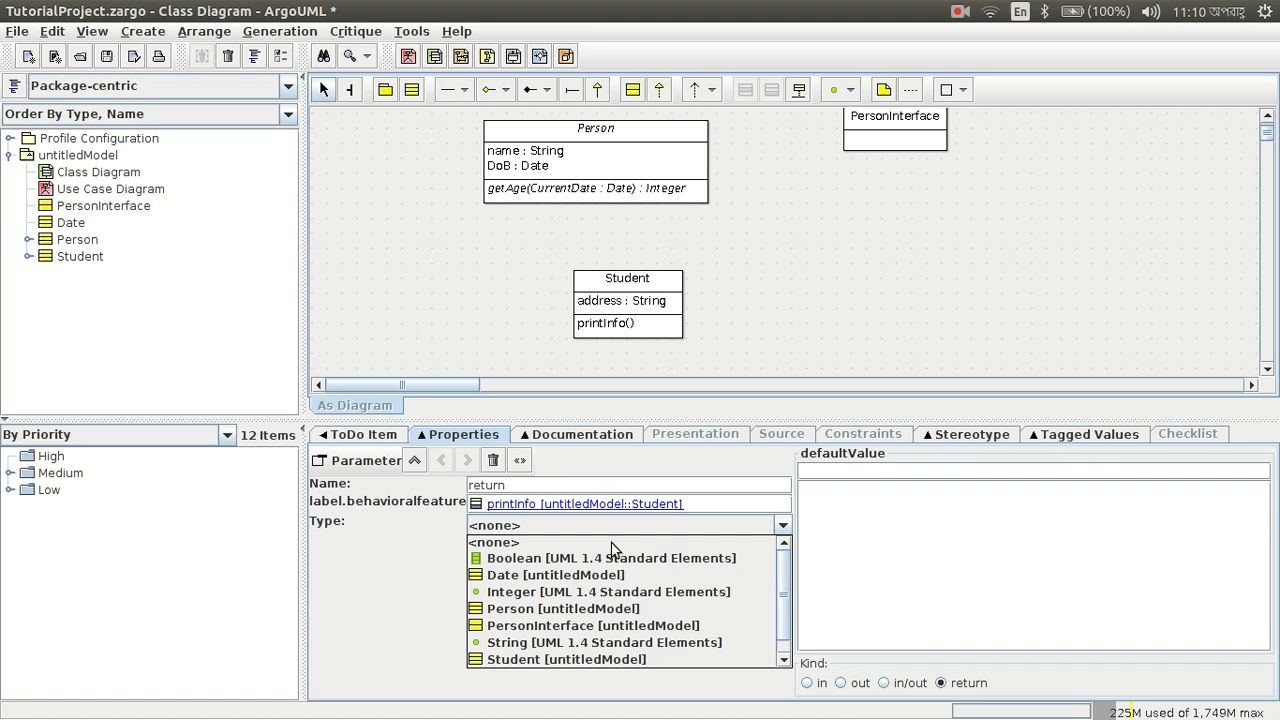 TutorialProject.zargo - Class Diagram - ArgoUML *
En (100%) 11:10 অপরাহ্ণ
File Edit View Create Arrange Generation Critique Tools Help
Package-centric
Order By Type, Name
Profile Configuration
untitledModel
Class Diagram
Use Case Diagram
PersonInterface
Date
Person
Student
PersonInterface
Person
name : String
DoB : Date
getAge(CurrentDate : Date) : Integer
Student
address : String
printInfo()
As Diagram
By Priority 12 Items
High
Medium
Low
ToDo Item Properties Documentation Presentation Source Constraints Stereotype Tagged Values Checklist
Parameter
Name: return
label.behavioralfeature printInfo [untitledModel::Student]
Type: <none>
<none>
Boolean [UML 1.4 Standard Elements]
Date [untitledModel]
Integer [UML 1.4 Standard Elements]
Person [untitledModel]
PersonInterface [untitledModel]
String [UML 1.4 Standard Elements]
Student [untitledModel]
defaultValue
Kind:
in out in/out return
225M used of 1,749M max